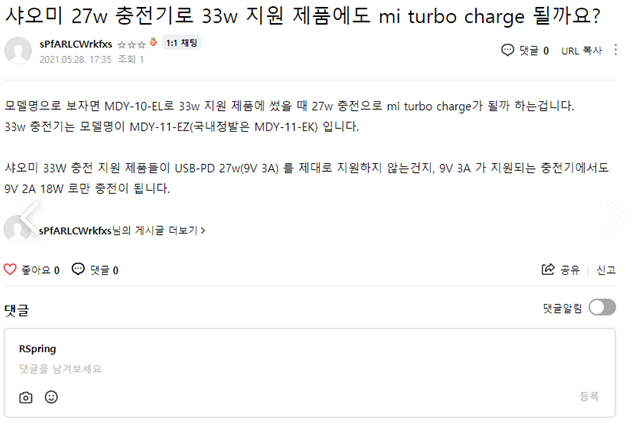 샤오미 27w 충전기로 33w 지원 제품에도 mi turbo charge 될까요?
sPfARLCWrkfxs 1:1 채팅
2021.05.28. 17:35 조회 1
댓글 0 URL 복사
모델명으로 보자면 MDY-10-EL로 33w 지원 제품에 썼을 때 27w 충전으로 mi turbo charge가 될까 하는겁니다.
33w 충전기는 모델명이 MDY-11-EZ(국내정발은 MDY-11-EK) 입니다.
샤오미 33W 충전 지원 제품들이 USB-PD 27w(9V 3A) 를 제대로 지원하지 않는건지, 9V 3A 가 지원되는 충전기에서도
9V 2A 18W 로만 충전이 됩니다.
sPfARLCWrkfxs님의 게시글 더보기
좋아요 0 댓글 0 공유 신고
댓글 댓글알림
RSpring
댓글을 남겨보세요
등록